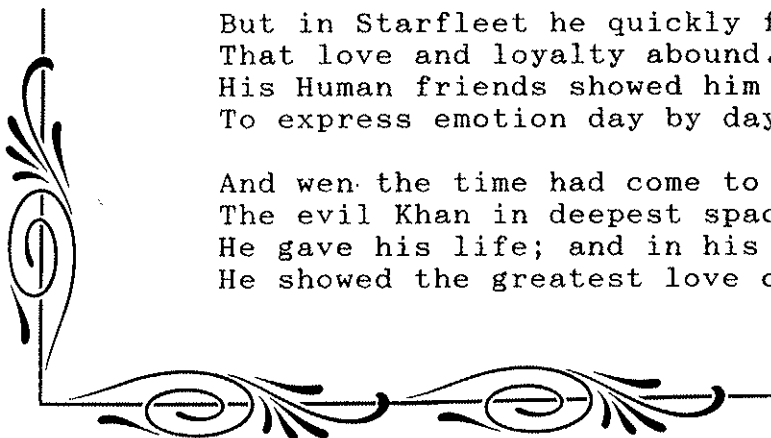 But in Starfleet he quickly f
That love and loyalty abound.
His Human friends showed him
To express emotion day by day
And wen the time had come to
The evil Khan in deepest spac
He gave his life; and in his
He showed the greatest love o